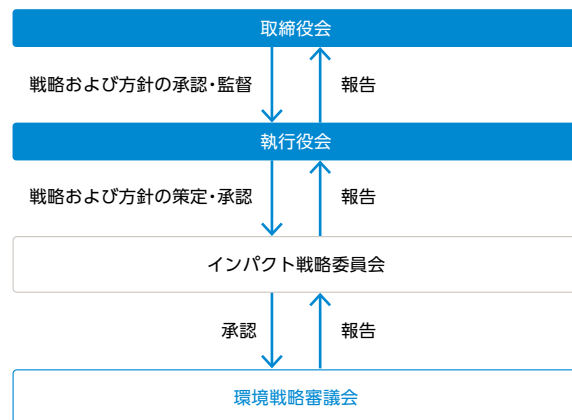 取締役会
戦略および方針の承認・監督
報告
執行役会
戦略および方針の策定・承認
報告
インパクト戦略委員会
承認
報告
環境戦略審議会